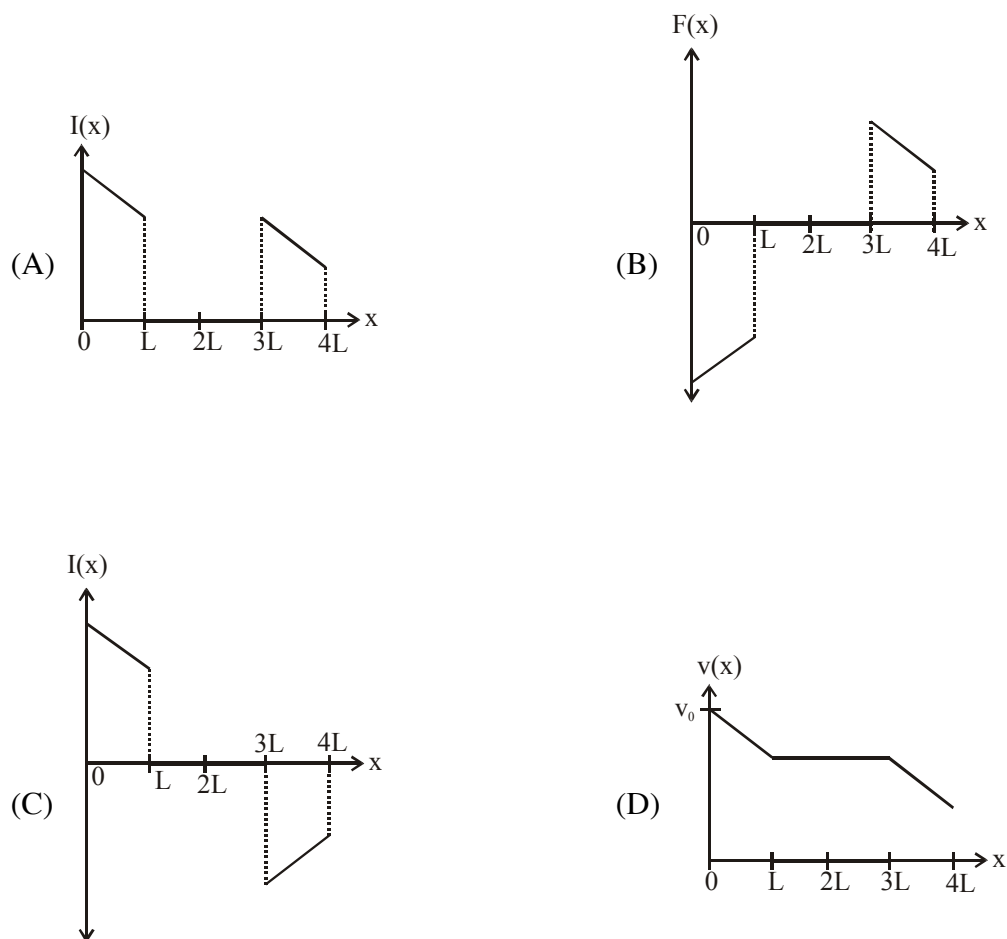 (A)
I(x)
0 L 2L 3L 4L x
(B)
F(x)
0 L 2L 3L 4L x
(C)
I(x)
3L 4L
0 L 2L x
(D)
v(x)
v₀
0 L 2L 3L 4L x